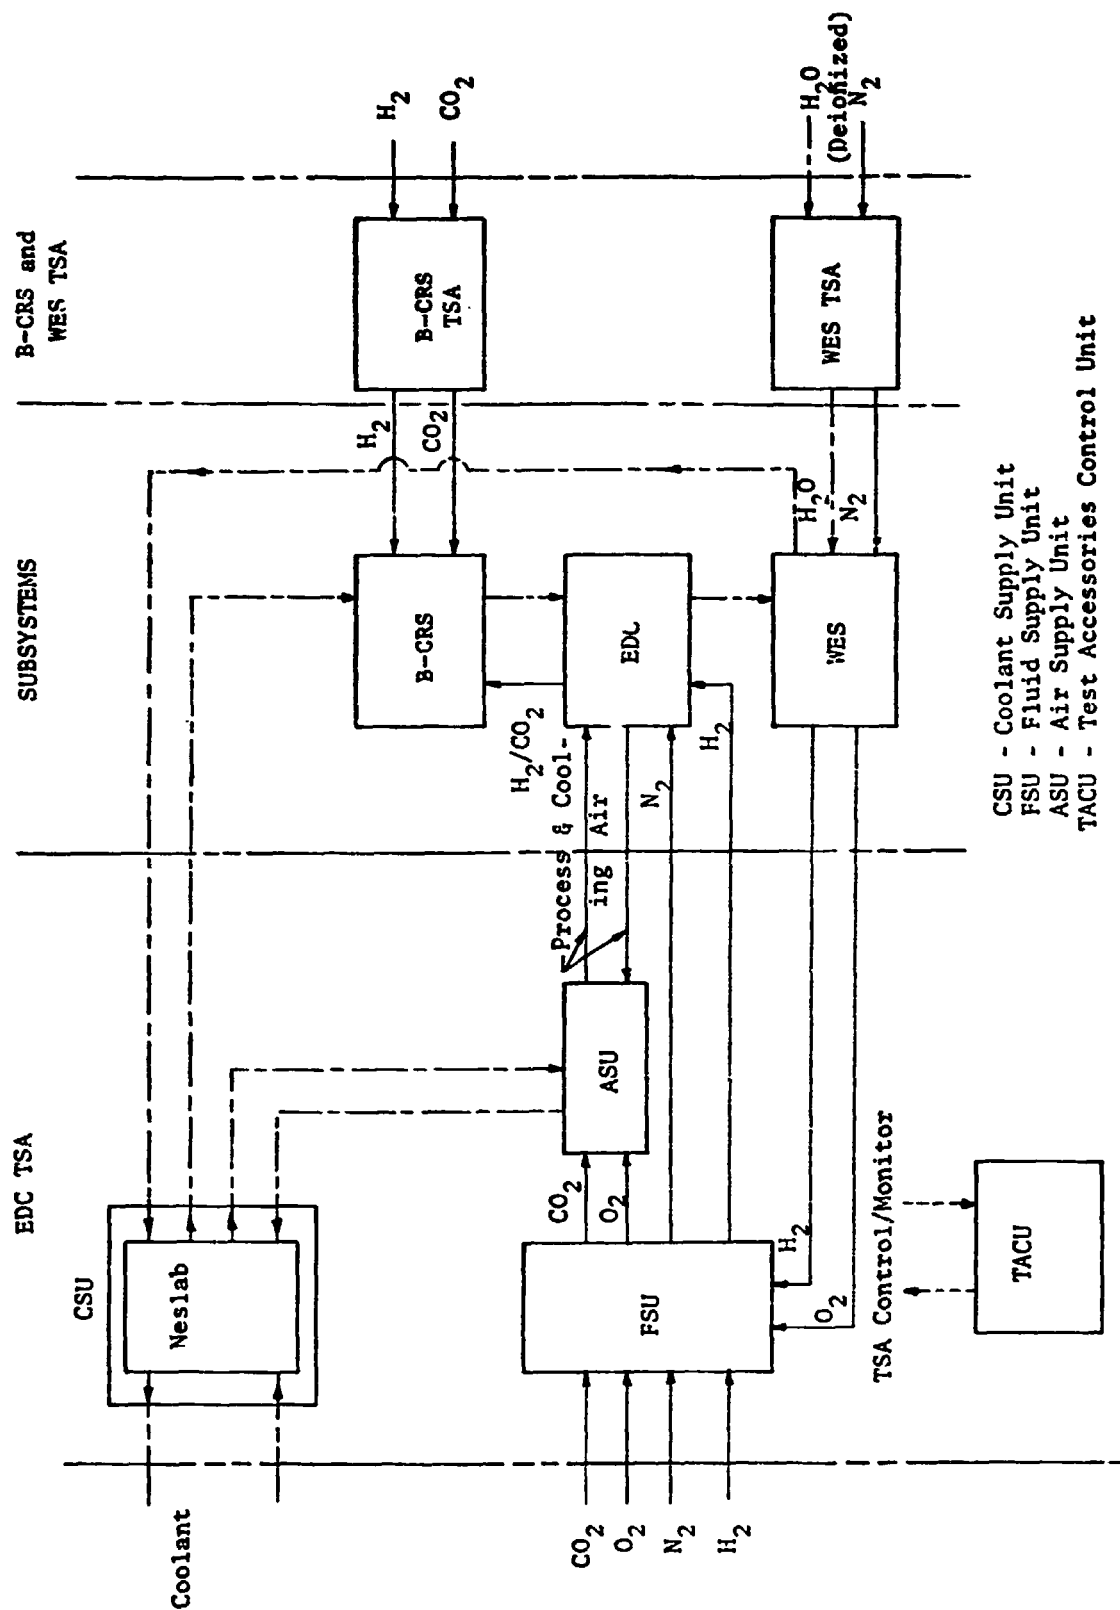 EDC TSA
SUBSYSTEMS
B-CRS and
WES TSA
CSU
Neslab
Coolant
B-CRS
B-CRS
TSA
H2
CO2
H2
CO2
H2/CO2
Process & Cool-
ing Air
EDC
ASU
CO2
O2
N2
H2
FSU
CO2
O2
N2
H2
H2
O2
WES
H2O
N2
WES TSA
H2O
(Deionized)
N2
TSA Control/Monitor
TACU
CSU - Coolant Supply Unit
FSU - Fluid Supply Unit
ASU - Air Supply Unit
TACU - Test Accessories Control Unit